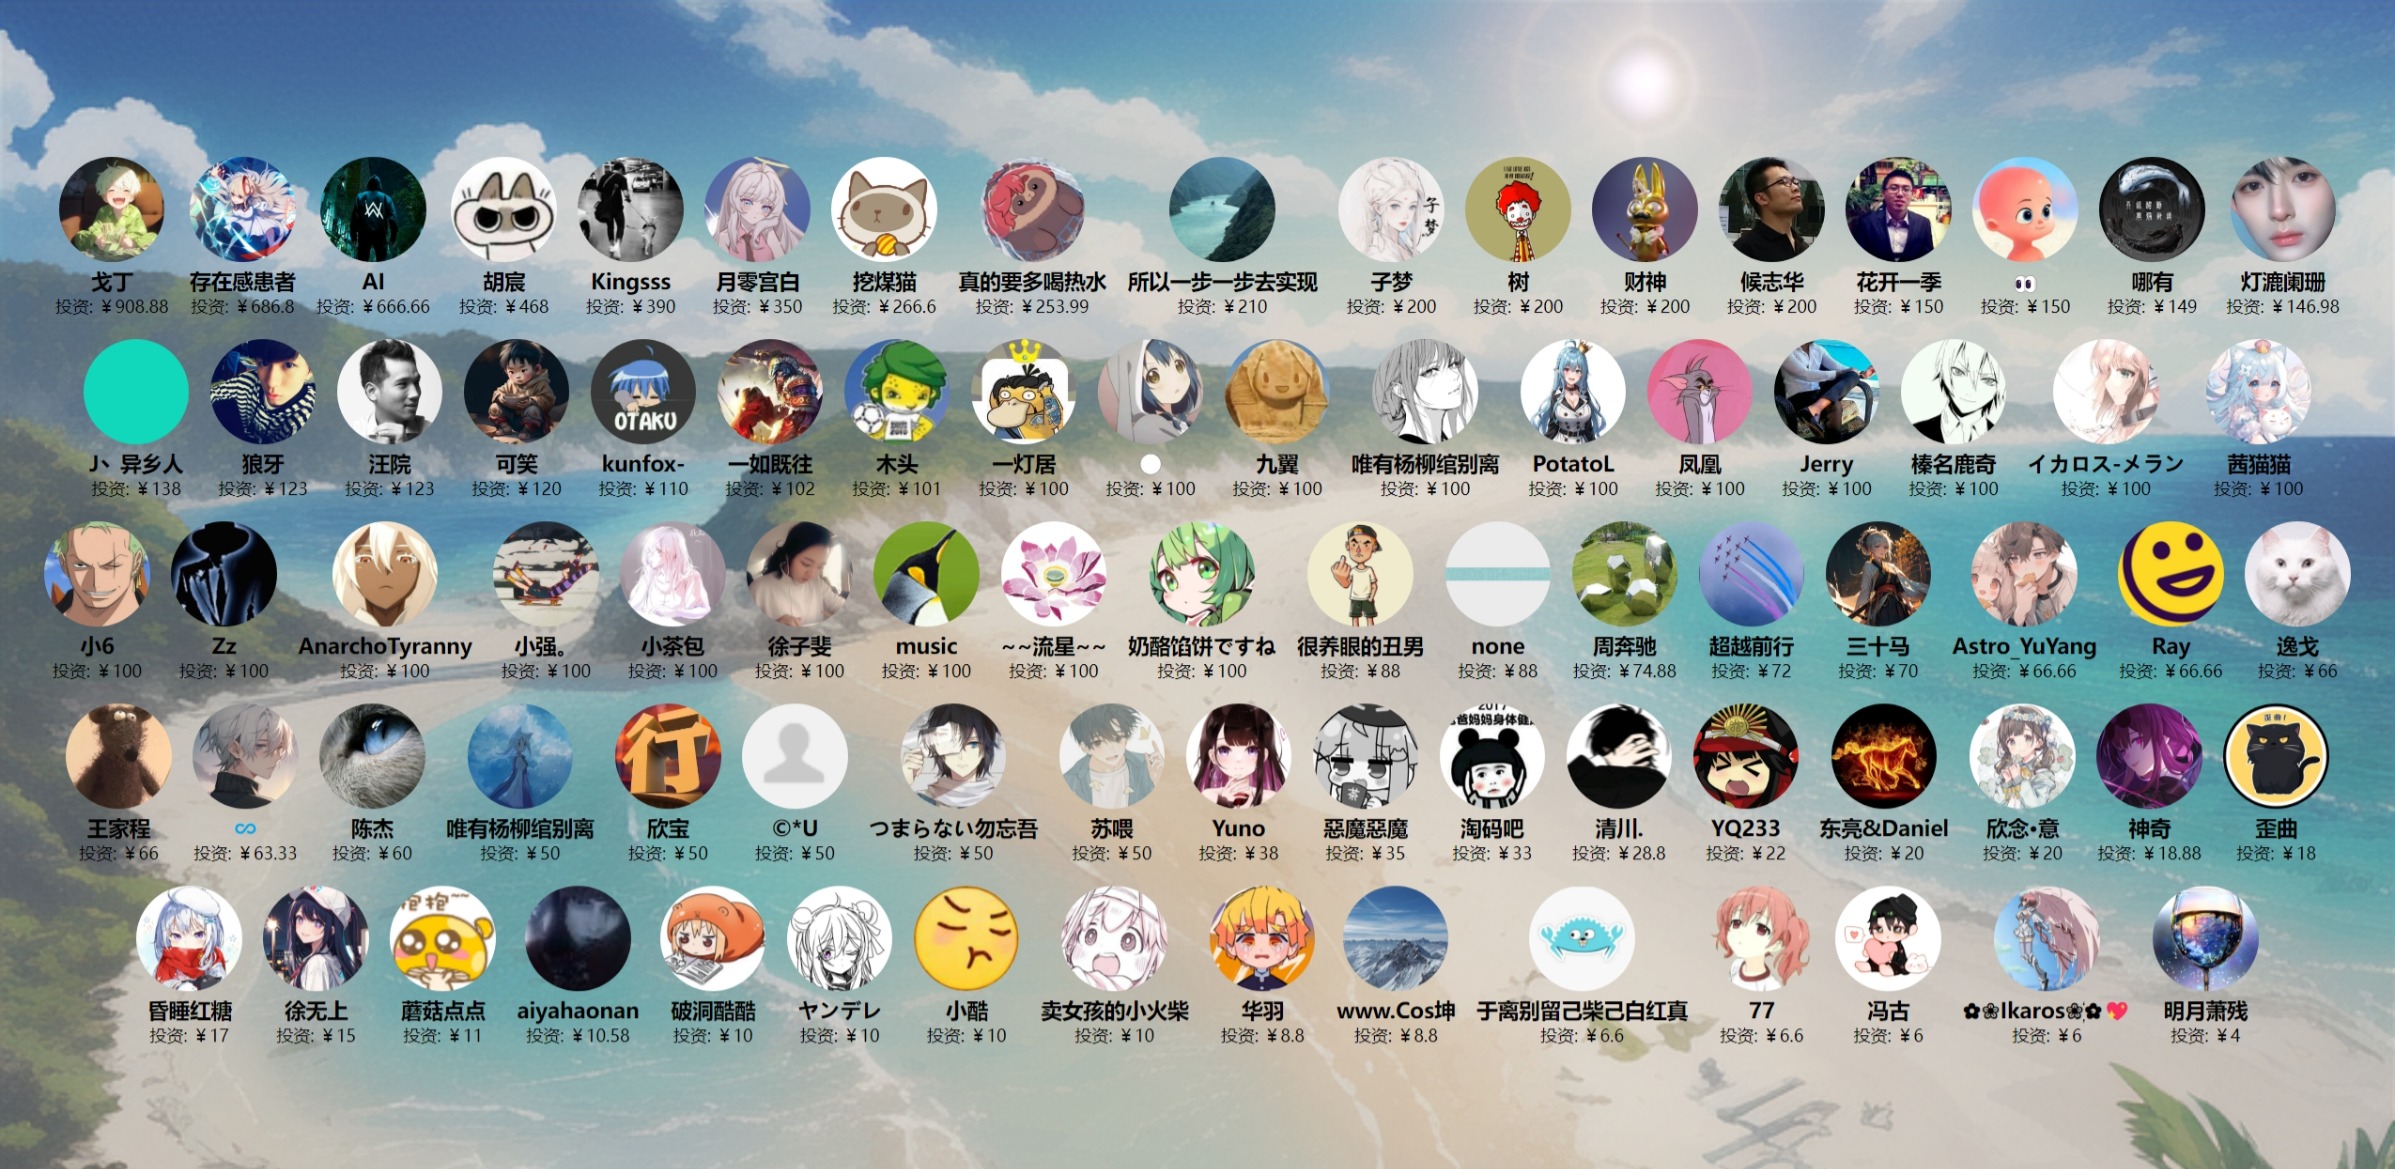 戈丁 存在感患者 AI 胡宸 Kingsss 月零宫白 挖煤猫 真的要多喝热水 所以一步一步去实现 子梦 树 财神 候志华 花开一季 👀 哪有 灯漉阑珊
投资: ¥908.88 投资: ¥686.8 投资: ¥666.66 投资: ¥468 投资: ¥390 投资: ¥350 投资: ¥266.6 投资: ¥253.99 投资: ¥210 投资: ¥200 投资: ¥200 投资: ¥200 投资: ¥200 投资: ¥150 投资: ¥150 投资: ¥149 投资: ¥146.98
子梦
OTAKU
J丶异乡人 狼牙 汪院 可笑 kunfox- 一如既往 木头 一灯居 ⚪ 九翼 唯有杨柳绾别离 PotatoL 凤凰 Jerry 榛名鹿奇 イカロス-メラン 茜猫猫
投资: ¥138 投资: ¥123 投资: ¥123 投资: ¥120 投资: ¥110 投资: ¥102 投资: ¥101 投资: ¥100 投资: ¥100 投资: ¥100 投资: ¥100 投资: ¥100 投资: ¥100 投资: ¥100 投资: ¥100 投资: ¥100 投资: ¥100
小6 Zz AnarchoTyranny 小强。 小茶包 徐子斐 music ~~流星~~ 奶酪馅饼ですね 很养眼的丑男 none 周奔驰 超越前行 三十马 Astro_YuYang Ray 逸戈
投资: ¥100 投资: ¥100 投资: ¥100 投资: ¥100 投资: ¥100 投资: ¥100 投资: ¥100 投资: ¥100 投资: ¥100 投资: ¥88 投资: ¥88 投资: ¥74.88 投资: ¥72 投资: ¥70 投资: ¥66.66 投资: ¥66.66 投资: ¥66
行
2017
爸妈妈身体健
茶
王家程 ∞ 陈杰 唯有杨柳绾别离 欣宝 ©*U つまらない勿忘吾 苏喂 Yuno 惡魔惡魔 淘码吧 清川. YQ233 东亮&Daniel 欣念•意 神奇 歪曲
投资: ¥66 投资: ¥63.33 投资: ¥60 投资: ¥50 投资: ¥50 投资: ¥50 投资: ¥50 投资: ¥50 投资: ¥38 投资: ¥35 投资: ¥33 投资: ¥28.8 投资: ¥22 投资: ¥20 投资: ¥20 投资: ¥18.88 投资: ¥18
抱抱~~
昏睡红糖 徐无上 蘑菇点点 aiyahaonan 破洞酷酷 ヤンデレ 小酷 卖女孩的小火柴 华羽 www.Cos坤 于离别留己柴己白红真 77 冯古 ✿❀Ikaros❀✿💖 明月萧残
投资: ¥17 投资: ¥15 投资: ¥11 投资: ¥10.58 投资: ¥10 投资: ¥10 投资: ¥10 投资: ¥10 投资: ¥8.8 投资: ¥8.8 投资: ¥6.6 投资: ¥6.6 投资: ¥6 投资: ¥6 投资: ¥4